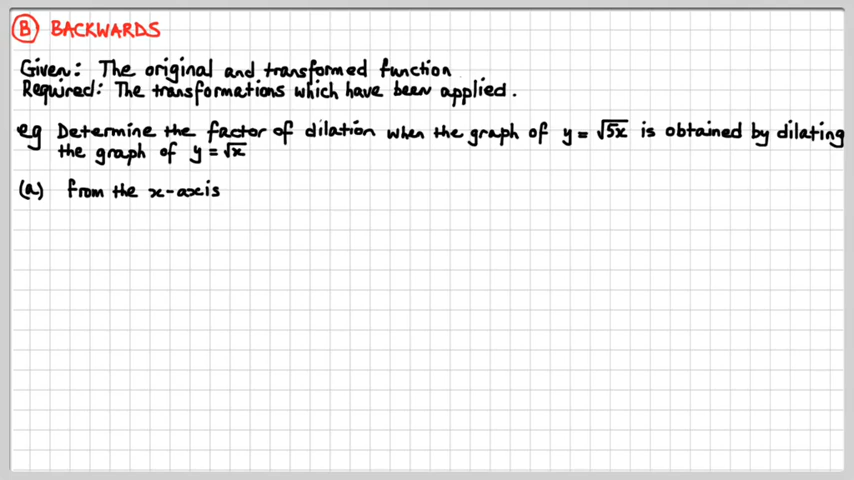 B BACKWARDS
Given: The original and transformed function
Required: The transformations which have been applied.
eg Determine the factor of dilation when the graph of y = √5x is obtained by dilating
the graph of y = √x
(a) from the x-axis